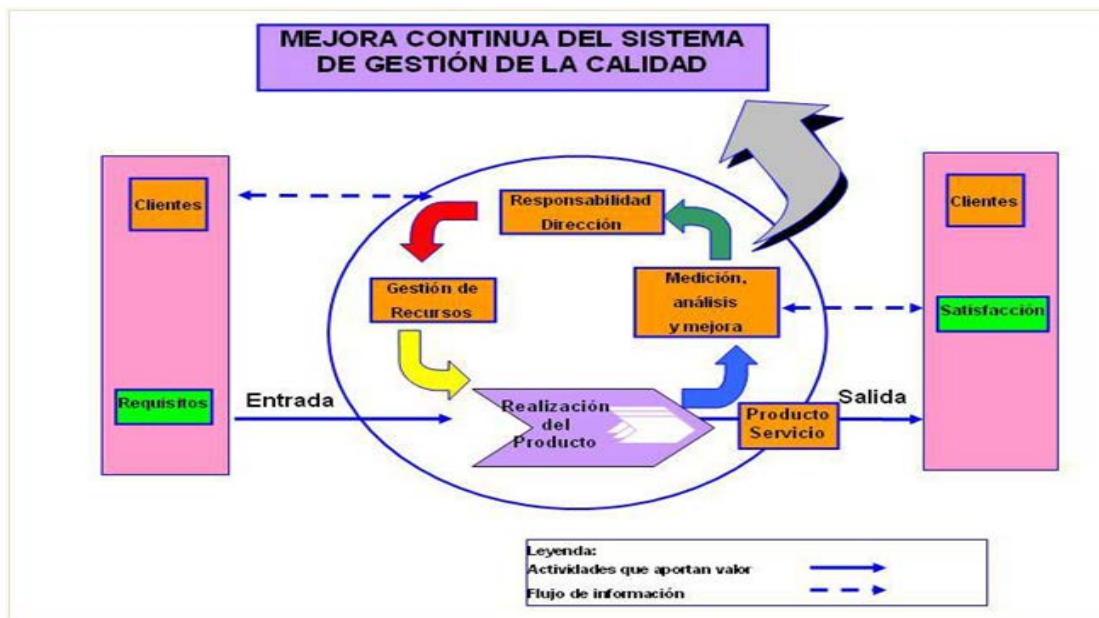 MEJORA CONTINUA DEL SISTEMA
DE GESTIÓN DE LA CALIDAD
Clientes
Responsabilidad
Dirección
Clientes
Gestión de
Recursos
Medición,
análisis
y mejora
Satisfacción
Requisitos
Entrada
Realización
del
Producto
Producto
Servicio
Salida
Leyenda:
Actividades que aportan valor
Flujo de información